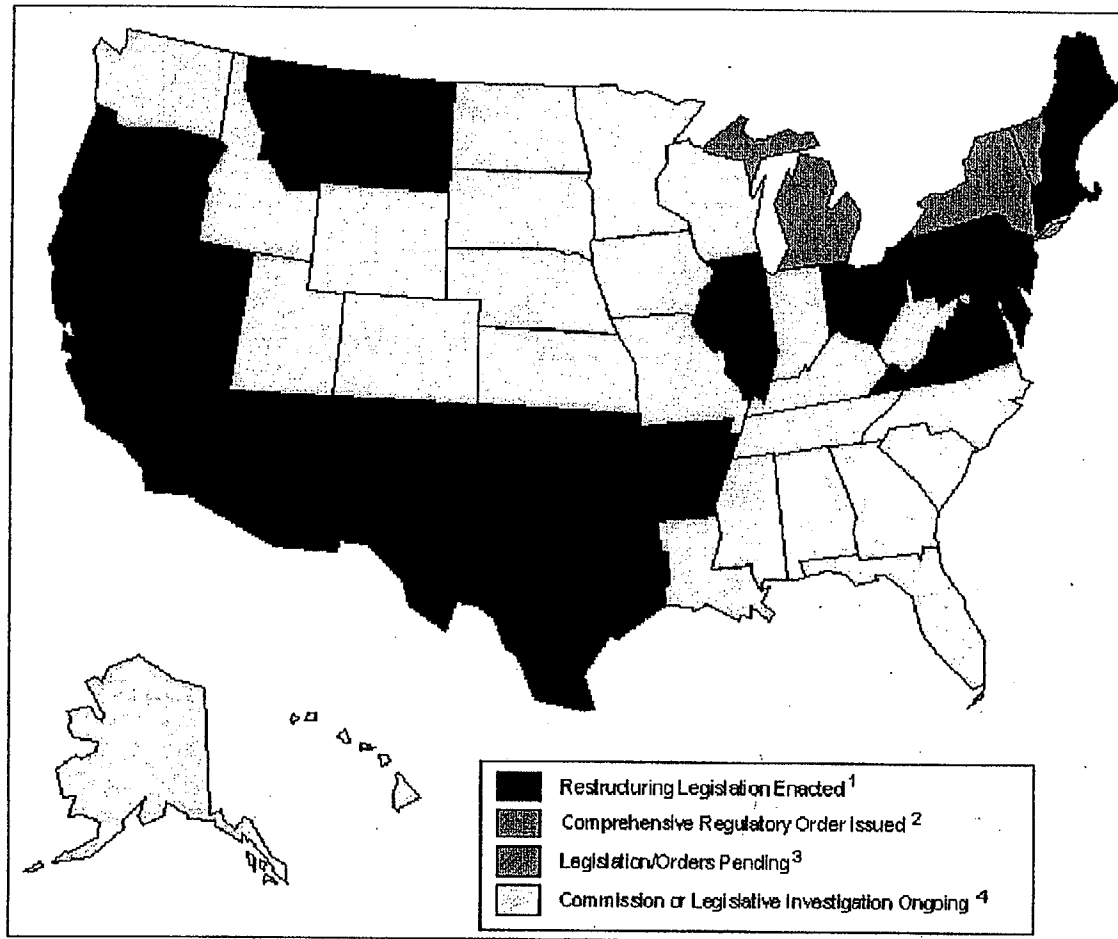 Restructuring Legislation Enacted 1
Comprehensive Regulatory Order Issued 2
Legislation/Orders Pending 3
Commission or Legislative Investigation Ongoing 4